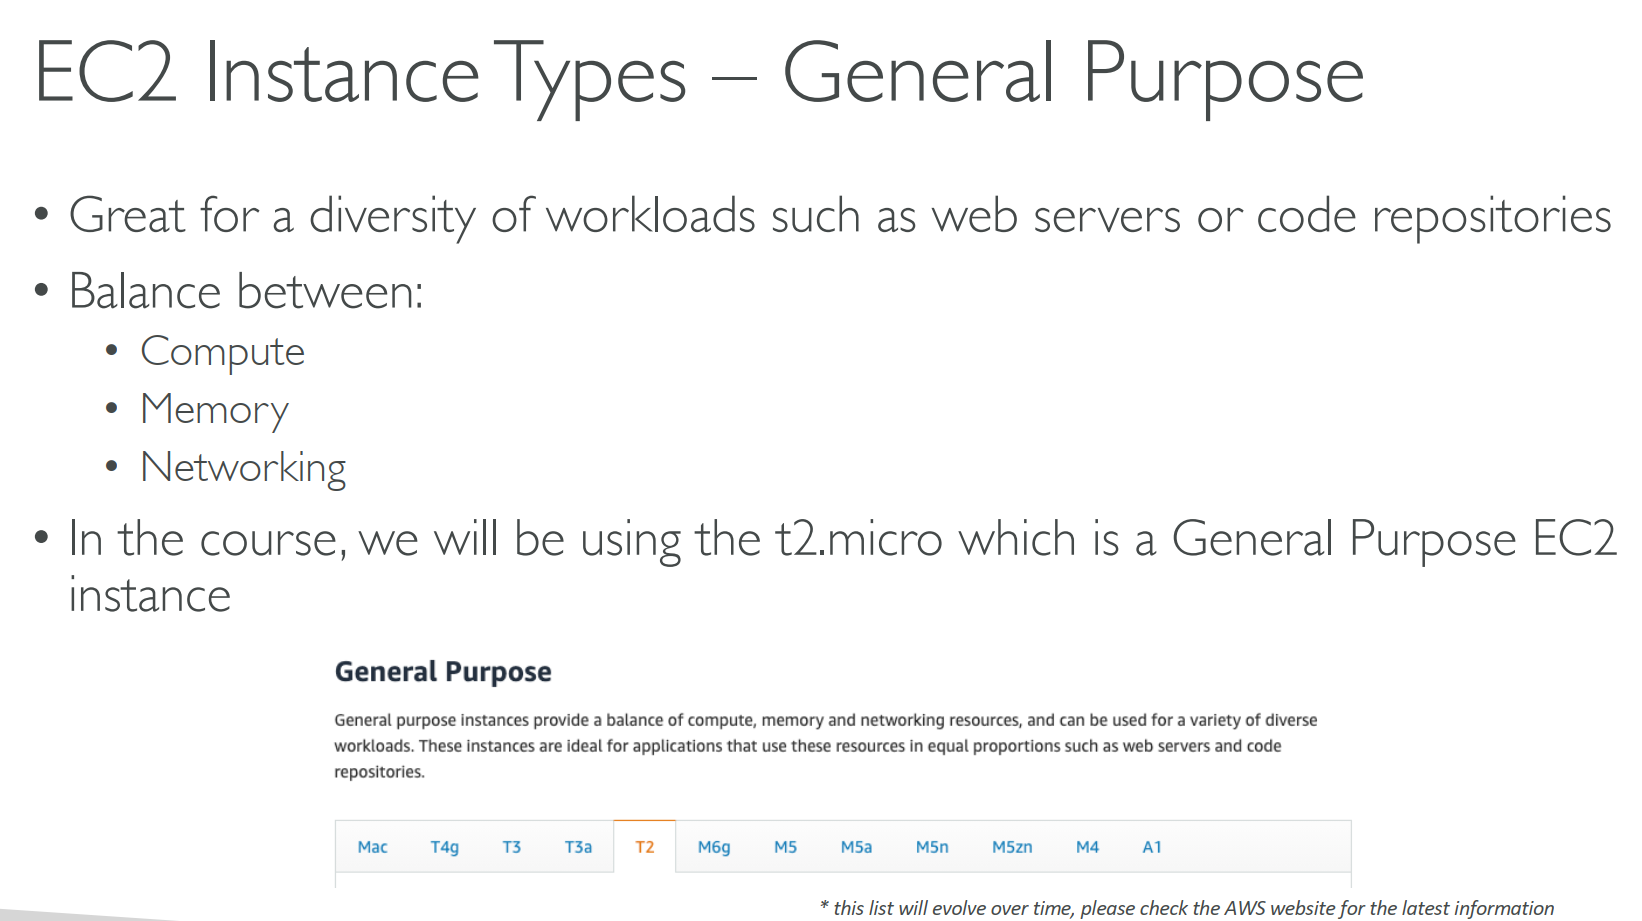 EC2 Instance Types – General Purpose
• Great for a diversity of workloads such as web servers or code repositories
• Balance between:
• Compute
• Memory
• Networking
• In the course, we will be using the t2.micro which is a General Purpose EC2
instance
General Purpose
General purpose instances provide a balance of compute, memory and networking resources, and can be used for a variety of diverse
workloads. These instances are ideal for applications that use these resources in equal proportions such as web servers and code
repositories.
Mac T4g T3 T3a T2 M6g M5 M5a M5n M5zn M4 A1
* this list will evolve over time, please check the AWS website for the latest information